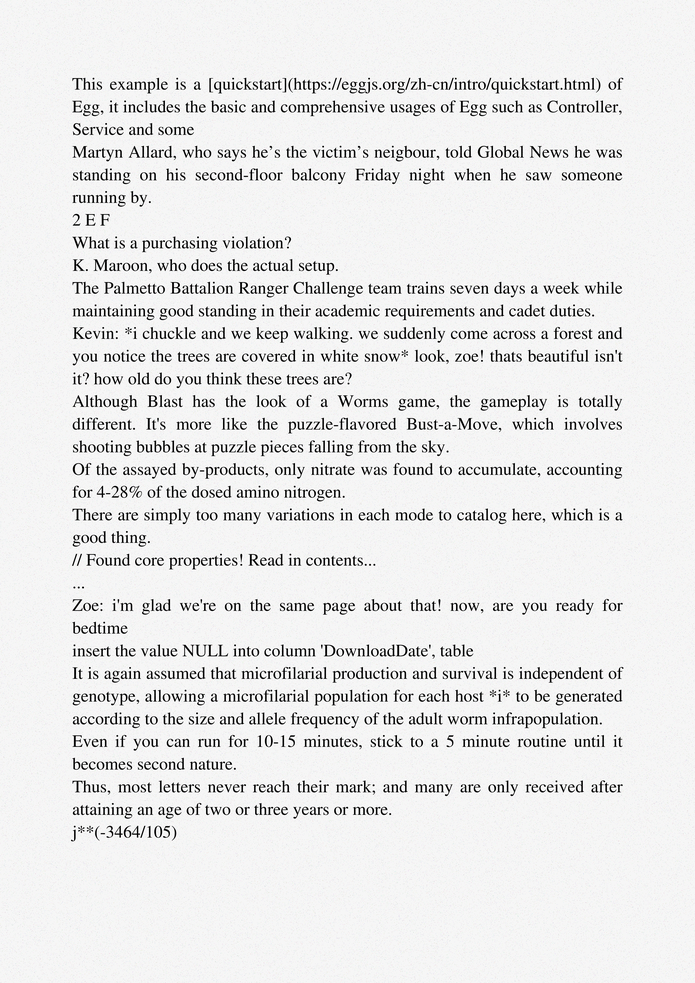 This example is a [quickstart](https://eggjs.org/zh-cn/intro/quickstart.html) of
Egg, it includes the basic and comprehensive usages of Egg such as Controller,
Service and some
Martyn Allard, who says he’s the victim’s neigbour, told Global News he was
standing on his second-floor balcony Friday night when he saw someone
running by.
2 E F
What is a purchasing violation?
K. Maroon, who does the actual setup.
The Palmetto Battalion Ranger Challenge team trains seven days a week while
maintaining good standing in their academic requirements and cadet duties.
Kevin: *i chuckle and we keep walking. we suddenly come across a forest and
you notice the trees are covered in white snow* look, zoe! thats beautiful isn't
it? how old do you think these trees are?
Although Blast has the look of a Worms game, the gameplay is totally
different. It's more like the puzzle-flavored Bust-a-Move, which involves
shooting bubbles at puzzle pieces falling from the sky.
Of the assayed by-products, only nitrate was found to accumulate, accounting
for 4-28% of the dosed amino nitrogen.
There are simply too many variations in each mode to catalog here, which is a
good thing.
// Found core properties! Read in contents...
...
Zoe: i'm glad we're on the same page about that! now, are you ready for
bedtime
insert the value NULL into column 'DownloadDate', table
It is again assumed that microfilarial production and survival is independent of
genotype, allowing a microfilarial population for each host *i* to be generated
according to the size and allele frequency of the adult worm infrapopulation.
Even if you can run for 10-15 minutes, stick to a 5 minute routine until it
becomes second nature.
Thus, most letters never reach their mark; and many are only received after
attaining an age of two or three years or more.
j**(-3464/105)